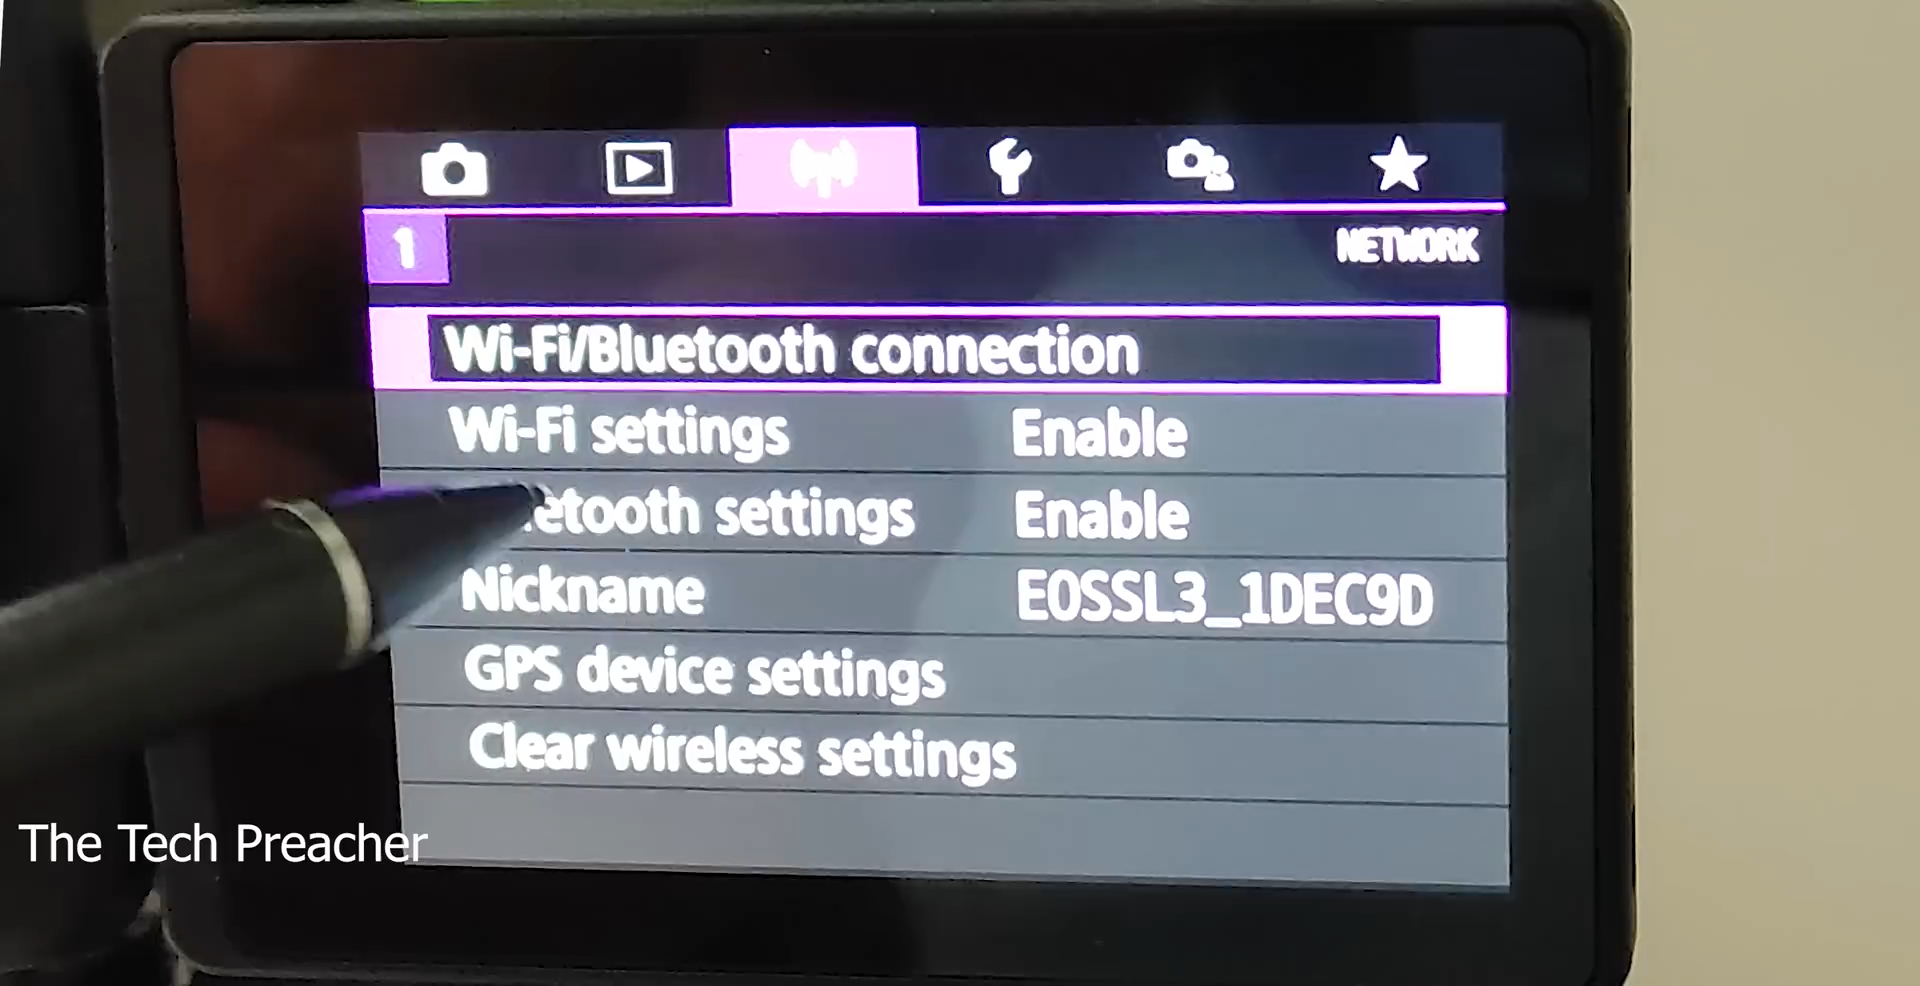 1
NETWORK
Wi-Fi/Bluetooth connection
Wi-Fi settings Enable
etooth settings Enable
Nickname EOSSL3_1DEC9D
GPS device settings
Clear wireless settings
The Tech Preacher